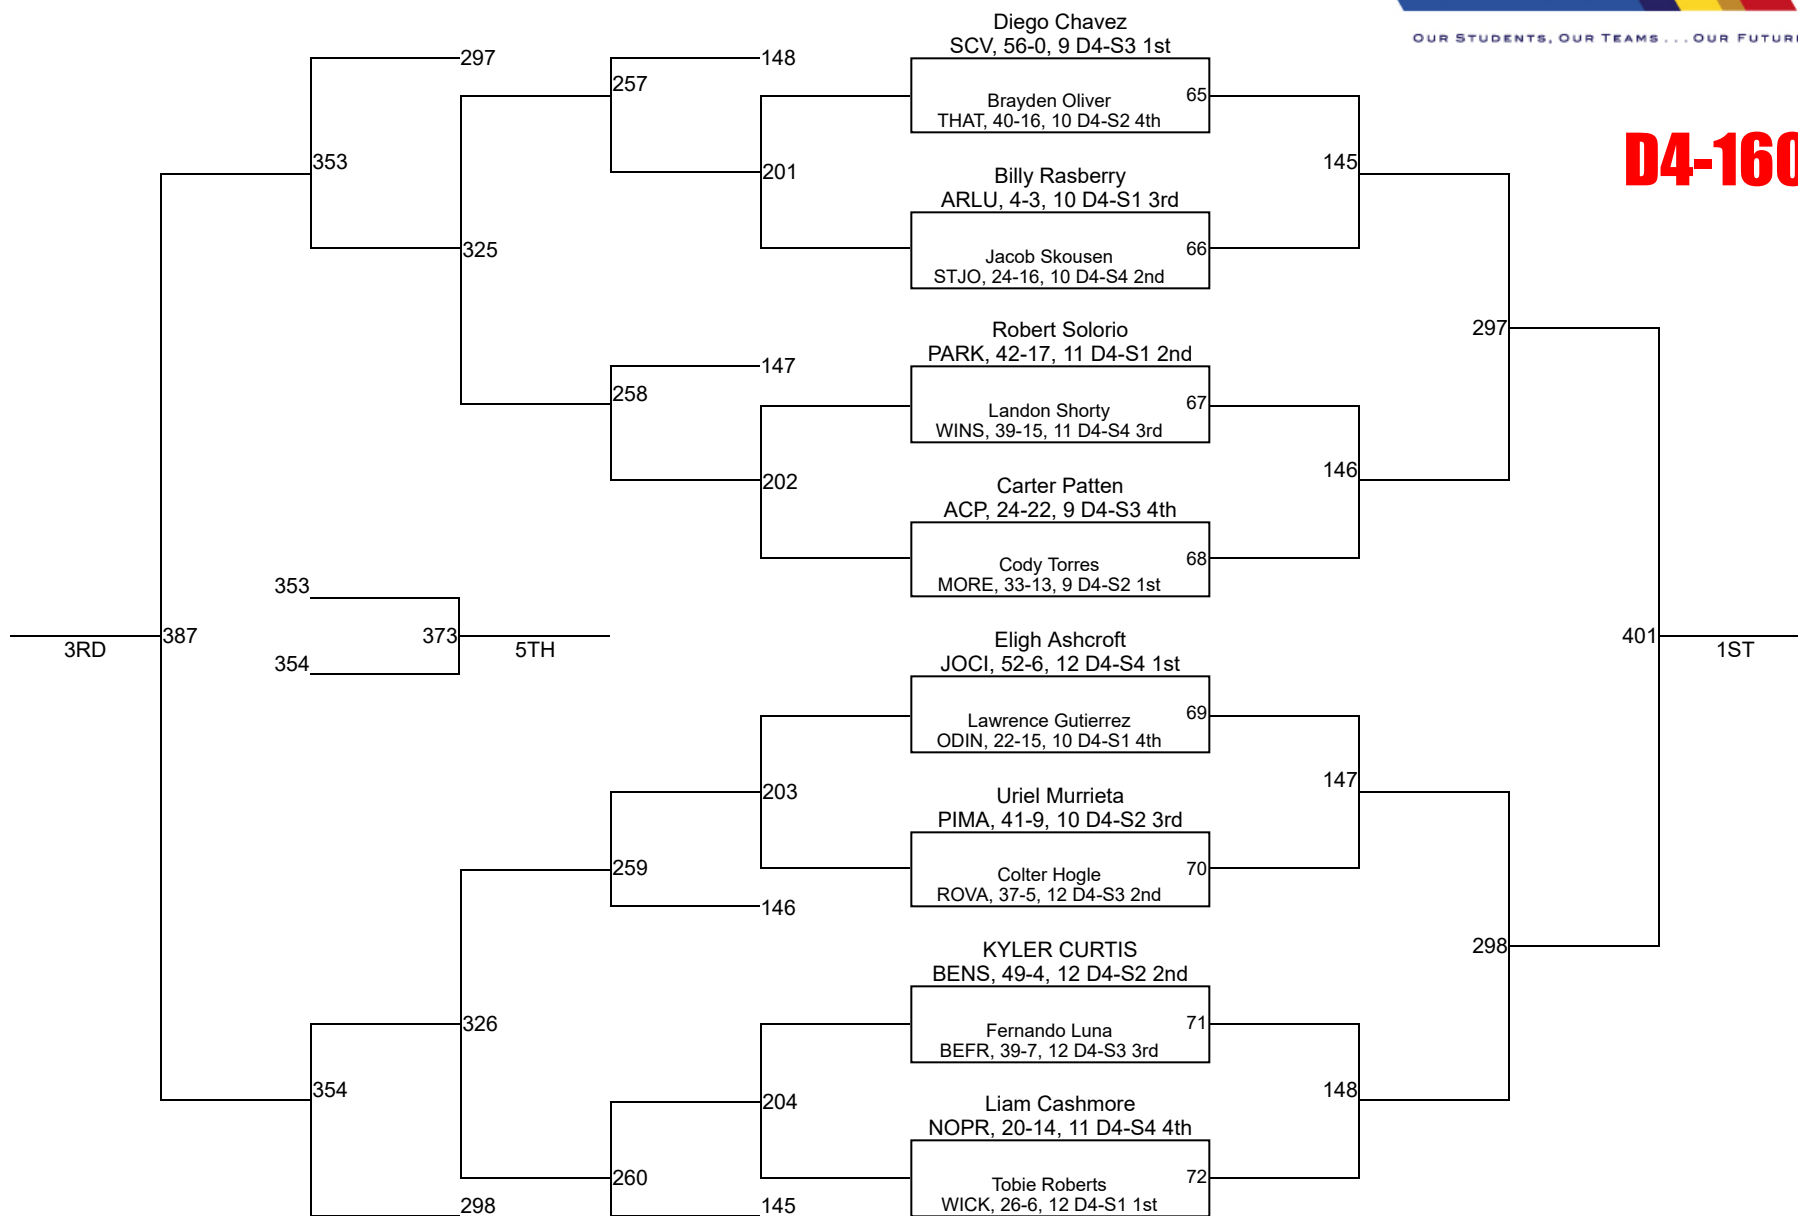 OUR STUDENTS, OUR TEAMS . . . OUR FUTURE
D4-160
Diego Chavez
SCV, 56-0, 9 D4-S3 1st
Brayden Oliver
THAT, 40-16, 10 D4-S2 4th
65
Billy Rasberry
ARLU, 4-3, 10 D4-S1 3rd
Jacob Skousen
STJO, 24-16, 10 D4-S4 2nd
66
Robert Solorio
PARK, 42-17, 11 D4-S1 2nd
Landon Shorty
WINS, 39-15, 11 D4-S4 3rd
67
Carter Patten
ACP, 24-22, 9 D4-S3 4th
Cody Torres
MORE, 33-13, 9 D4-S2 1st
68
Eligh Ashcroft
JOCI, 52-6, 12 D4-S4 1st
Lawrence Gutierrez
ODIN, 22-15, 10 D4-S1 4th
69
Uriel Murrieta
PIMA, 41-9, 10 D4-S2 3rd
Colter Hogle
ROVA, 37-5, 12 D4-S3 2nd
70
KYLER CURTIS
BENS, 49-4, 12 D4-S2 2nd
Fernando Luna
BEFR, 39-7, 12 D4-S3 3rd
71
Liam Cashmore
NOPR, 20-14, 11 D4-S4 4th
Tobie Roberts
WICK, 26-6, 12 D4-S1 1st
72
145
146
147
148
297
298
401
1ST
148
201
147
202
203
146
204
145
257
258
259
260
297
325
326
298
353
354
387
3RD
353
354
373
5TH